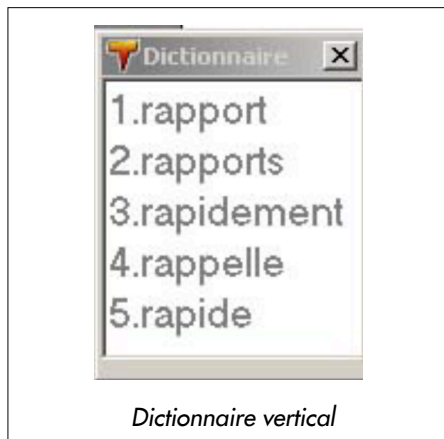 Dictionnaire
1.rapport
2.rapports
3.rapidement
4.rappelle
5.rapide
Dictionnaire vertical